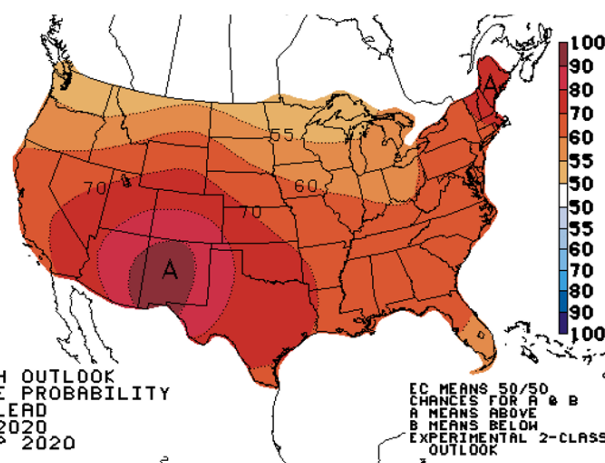 A
55
70
60
70
A
100
90
80
70
60
55
50
50
55
60
70
80
90
100
OUTLOOK
PROBABILITY
LEAD
2020
2020
EC MEANS 50/50
CHANCES FOR A & B
A MEANS ABOVE
B MEANS BELOW
EXPERIMENTAL 2-CLASS
OUTLOOK